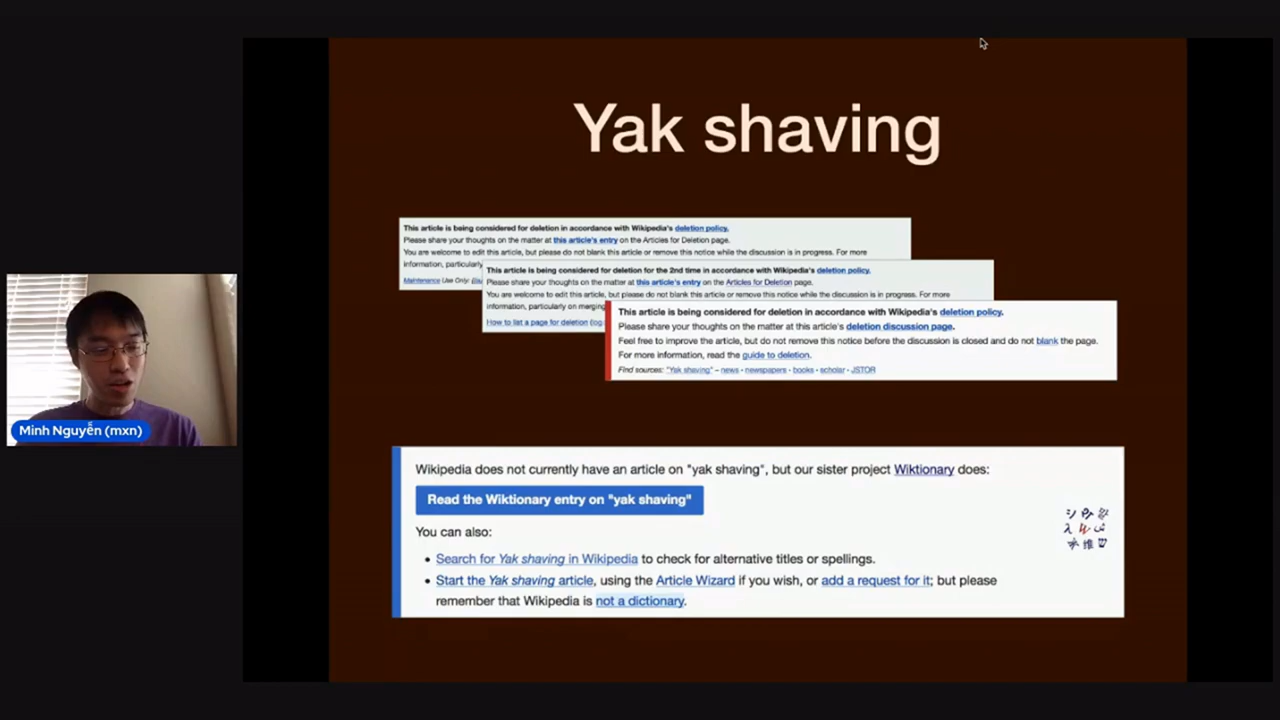 Yak shaving
This article is being considered for deletion in accordance with Wikipedia's deletion policy.
Please share your thoughts on the matter at this article's entry on the Articles for Deletion page.
You are welcome to edit this article, but please do not blank this article or remove this notice while the discussion is in progress. For more
information, particularly
Maintenance Use Only:
This article is being considered for deletion for the 2nd time in accordance with Wikipedia's deletion policy.
Please share your thoughts on the matter at this article's entry on the Articles for Deletion page.
You are welcome to edit this article, but please do not blank this article or remove this notice while the discussion is in progress. For more
information, particularly on merging
How to list a page for deletion (log
This article is being considered for deletion in accordance with Wikipedia's deletion policy.
Please share your thoughts on the matter at this article's deletion discussion page.
Feel free to improve the article, but do not remove this notice before the discussion is closed and do not blank the page.
For more information, read the guide to deletion.
Find sources: "Yak shaving" – news · newspapers · books · scholar · JSTOR
Minh Nguyễn (mxn)
Wikipedia does not currently have an article on "yak shaving", but our sister project Wiktionary does:
Read the Wiktionary entry on "yak shaving"
You can also:
• Search for Yak shaving in Wikipedia to check for alternative titles or spellings.
• Start the Yak shaving article, using the Article Wizard if you wish, or add a request for it; but please
remember that Wikipedia is not a dictionary.